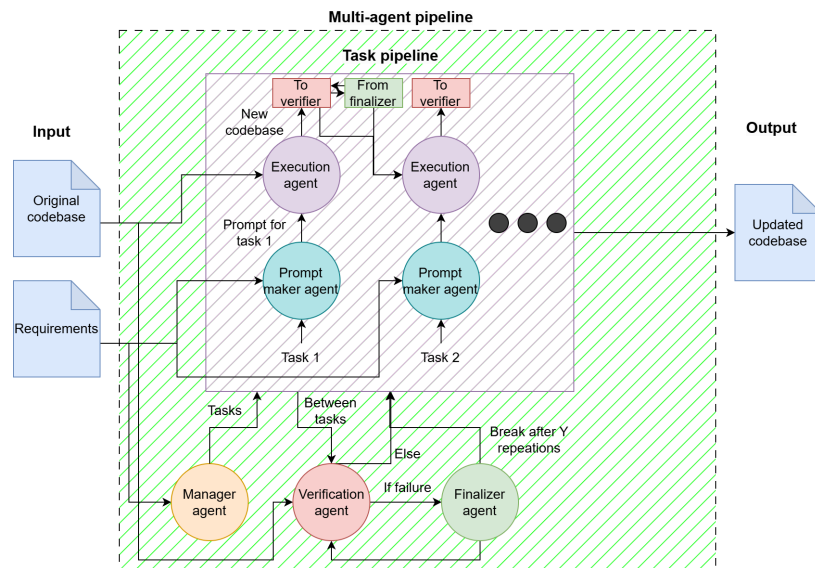 Multi-agent pipeline
Task pipeline
To
verifier
From
finalizer
To
verifier
New
codebase
Input
Output
Original
codebase
Execution
agent
Execution
agent
Updated
codebase
Prompt for
task 1
Prompt
maker agent
Prompt
maker agent
Requirements
Task 1
Task 2
Tasks
Between
tasks
Else
Break after Y
repeations
If failure
Manager
agent
Verification
agent
Finalizer
agent